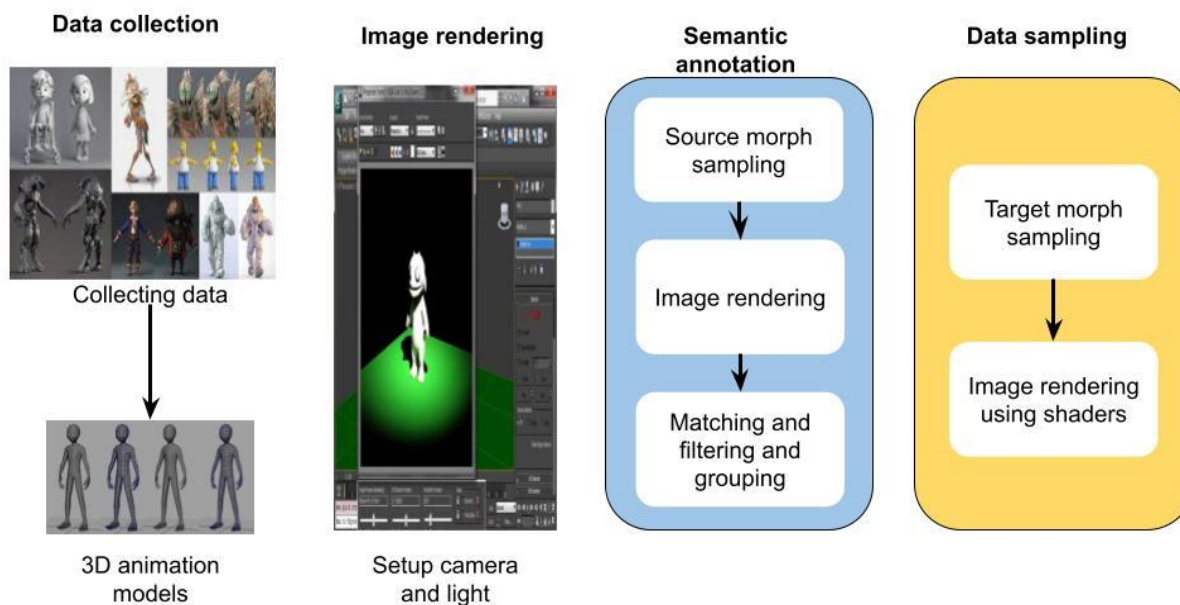 Data collection
Collecting data
3D animation
models
Image rendering
Setup camera
and light
Semantic
annotation
Source morph
sampling
Image rendering
Matching and
filtering and
grouping
Data sampling
Target morph
sampling
Image rendering
using shaders